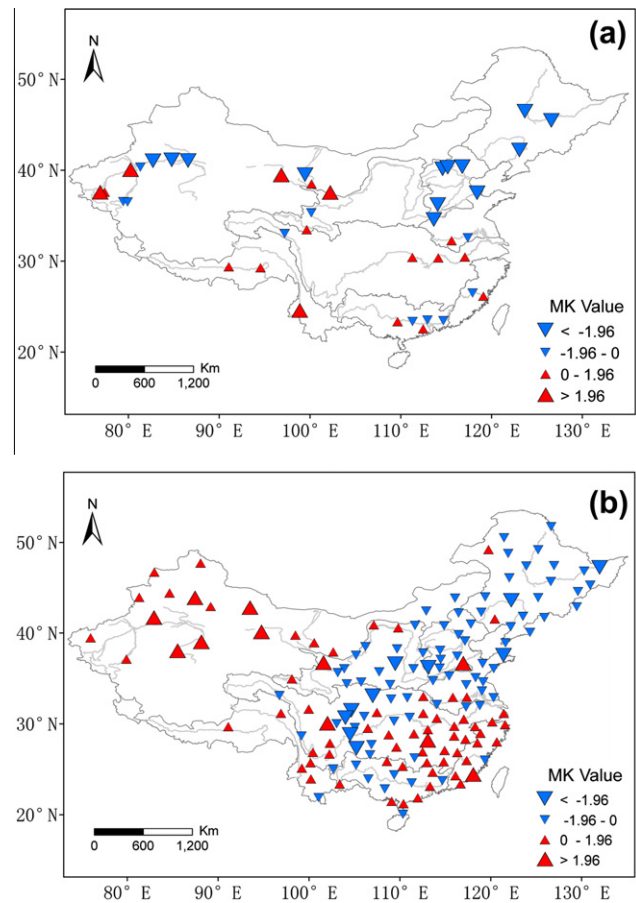 (a)
N
50° N
40° N
30° N
20° N
MK Value
< -1.96
-1.96 - 0
0 - 1.96
> 1.96
Km
0 600 1,200
80° E 90° E 100° E 110° E 120° E 130° E
(b)
N
50° N
40° N
30° N
20° N
MK Value
< -1.96
-1.96 - 0
0 - 1.96
> 1.96
Km
0 600 1,200
80° E 90° E 100° E 110° E 120° E 130° E